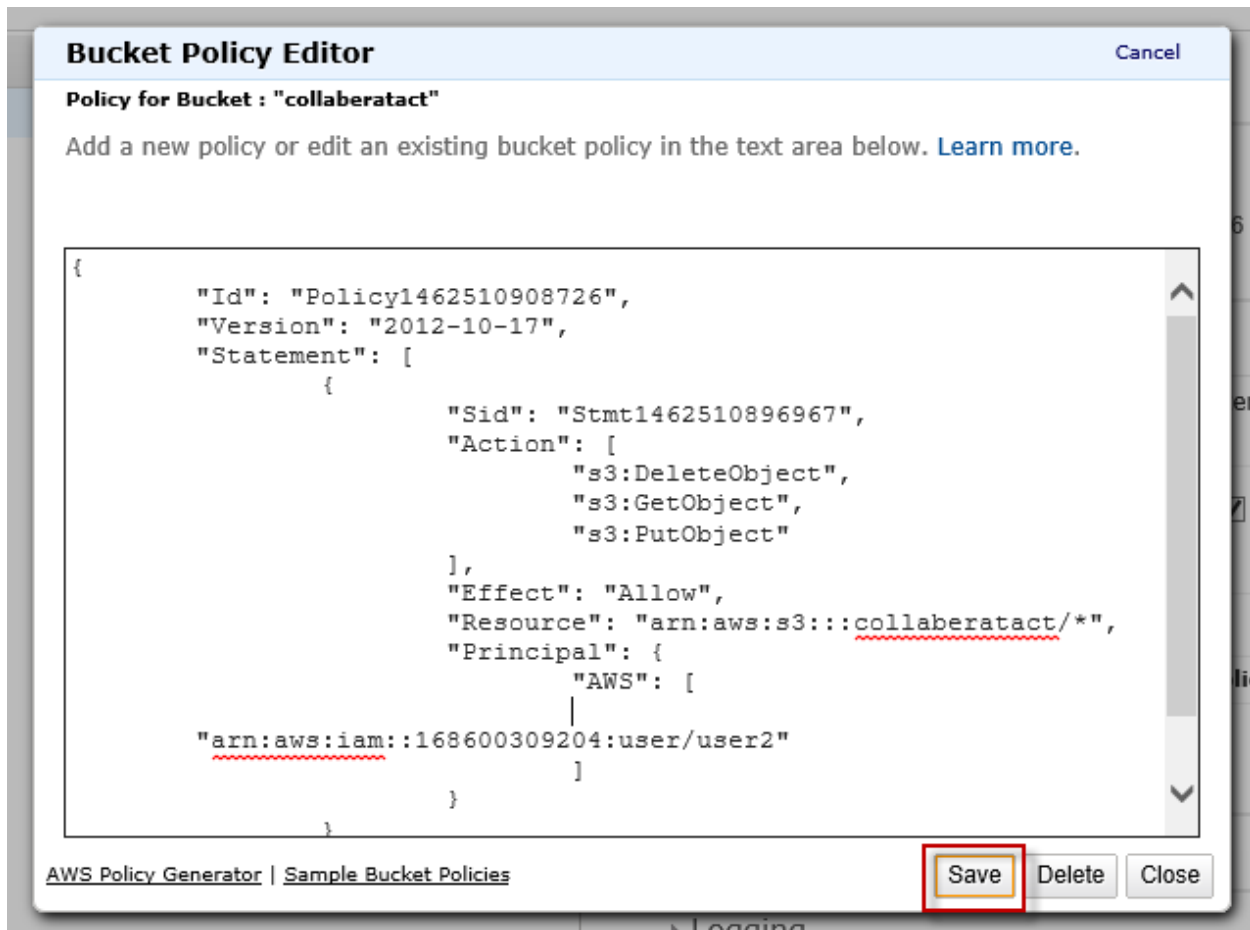 Bucket Policy Editor
Cancel
Policy for Bucket : "collaberatact"
Add a new policy or edit an existing bucket policy in the text area below. Learn more.
6
{
"Id": "Policy1462510908726",
"Version": "2012-10-17",
"Statement": [
{
"Sid": "Stmt1462510896967",
"Action": [
"s3:DeleteObject",
"s3:GetObject",
"s3:PutObject"
],
"Effect": "Allow",
"Resource": "arn:aws:s3:::collaberatact/*",
"Principal": {
"AWS": [
"arn:aws:iam::168600309204:user/user2"
]
}
}
AWS Policy Generator | Sample Bucket Policies
Save
Delete
Close
Logging